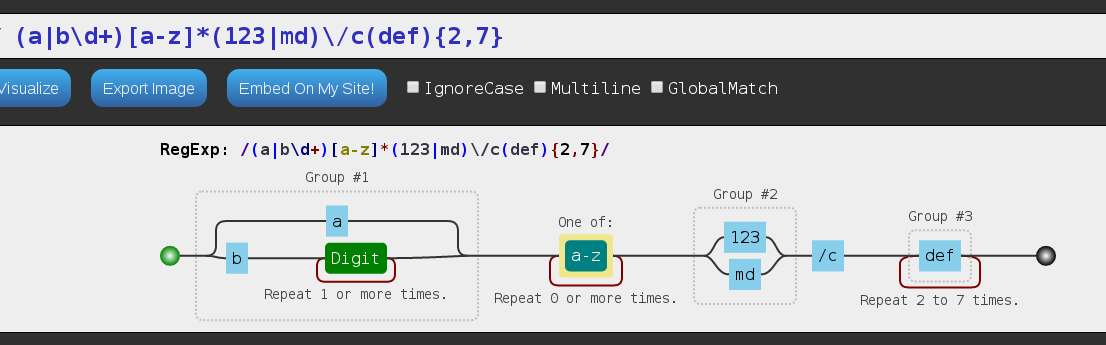 (a|b\d+)[a-z]*(123|md)\/c(def){2,7}
Visualize Export Image Embed On My Site! IgnoreCase Multiline GlobalMatch
RegExp: /(a|b\d+)[a-z]*(123|md)\/c(def){2,7}/
Group #1
Group #2
Group #3
One of:
a
123
b
Digit
a-z
/c
def
md
Repeat 1 or more times.
Repeat 0 or more times.
Repeat 2 to 7 times.